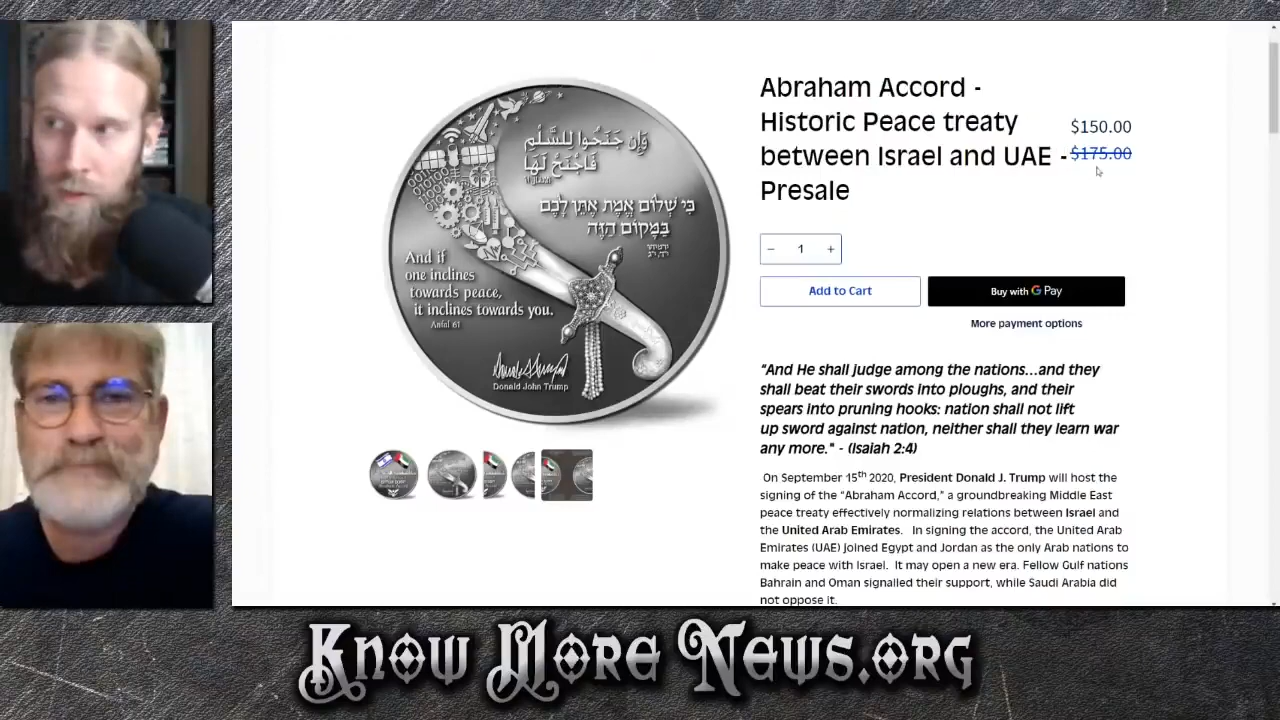 Abraham Accord -
Historic Peace treaty
between Israel and UAE -
Presale
$150.00
$175.00
− 1 +
Add to Cart
Buy with G Pay
More payment options
وَإِن جَنَحُوا لِلسَّلْمِ
فَاجْنَحْ لَهَا
כִּי שְׁלוֹם אֱמֶת אֶתֵּן לָכֶם
בַּמָּקוֹם הַזֶּה
And if
one inclines
towards peace,
it inclines towards you.
Anfal 61
Donald John Trump
"And He shall judge among the nations...and they
shall beat their swords into ploughs, and their
spears into pruning hooks: nation shall not lift
up sword against nation, neither shall they learn war
any more." - (Isaiah 2:4)
On September 15th 2020, President Donald J. Trump will host the
signing of the “Abraham Accord,” a groundbreaking Middle East
peace treaty effectively normalizing relations between Israel and
the United Arab Emirates. In signing the accord, the United Arab
Emirates (UAE) joined Egypt and Jordan as the only Arab nations to
make peace with Israel. It may open a new era. Fellow Gulf nations
Bahrain and Oman signalled their support, while Saudi Arabia did
not oppose it.
Know More News.org